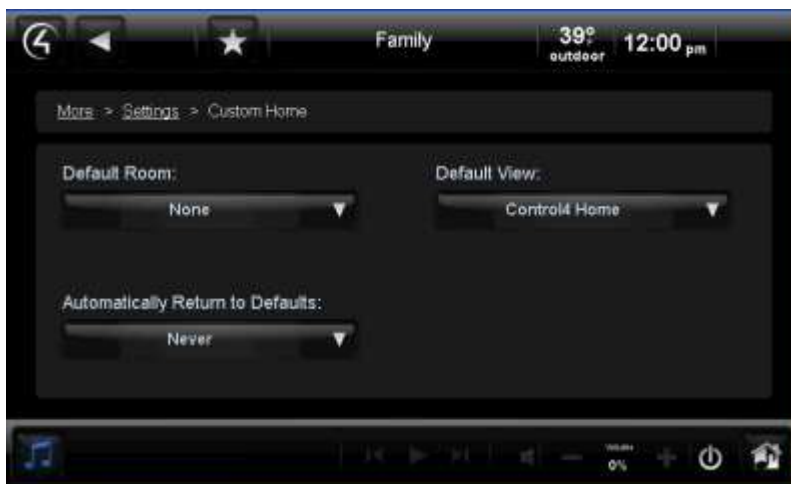 Family
39° outdoor
12:00 pm
More > Settings > Custom Home
Default Room:
Default View:
None
Control4 Home
Automatically Return to Defaults:
Never
0%